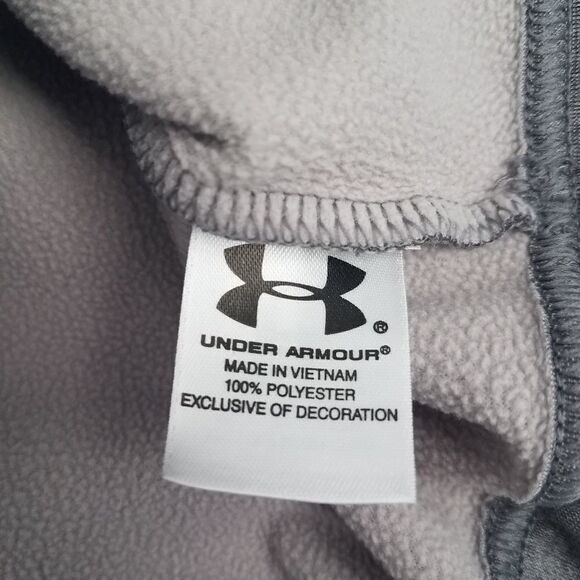 ®
UNDER ARMOUR®
MADE IN VIETNAM
100% POLYESTER
EXCLUSIVE OF DECORATION